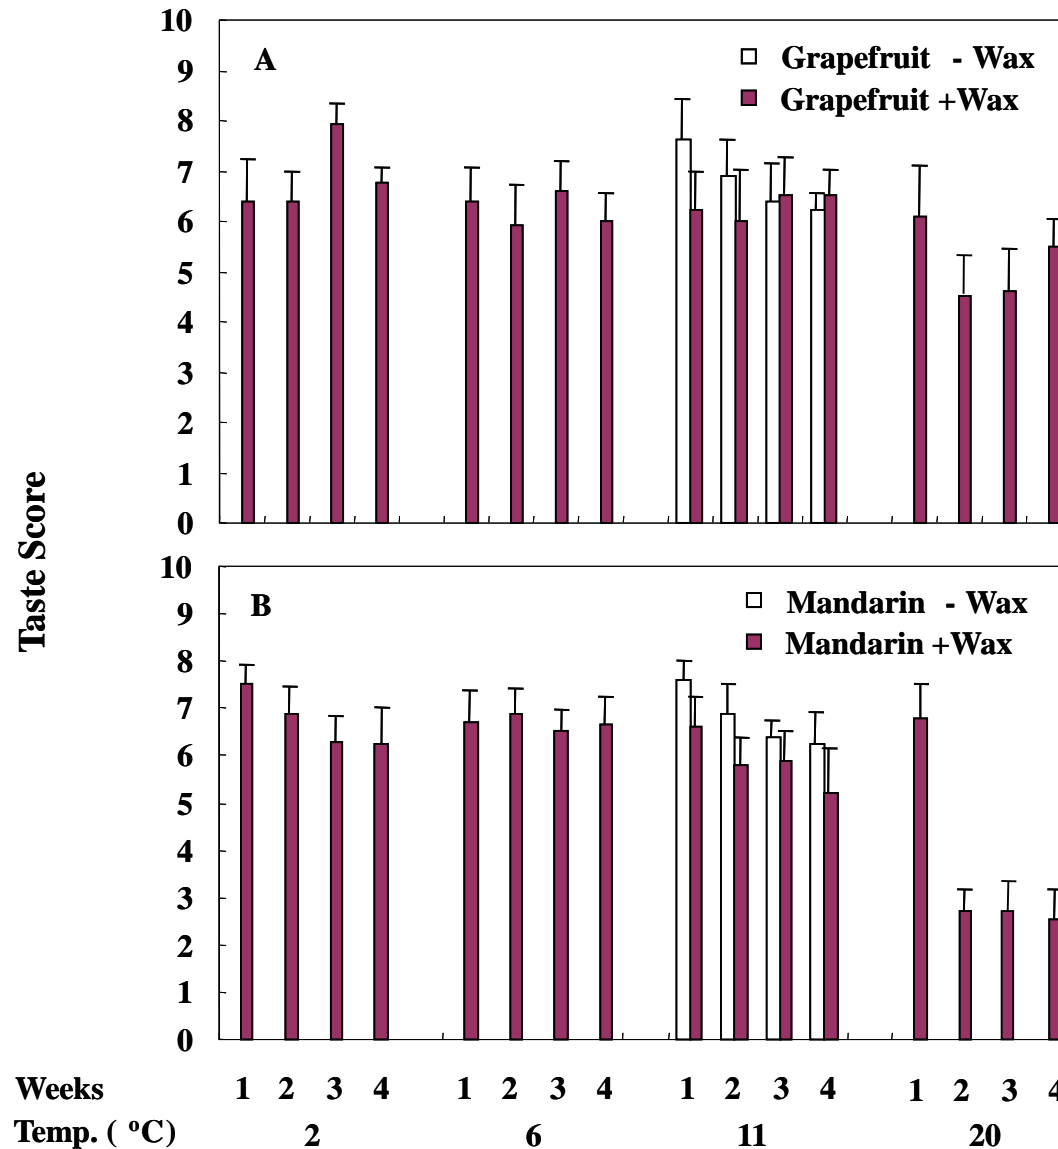 10
9
8
7
6
5
4
3
2
1
0
A
Grapefruit - Wax
Grapefruit +Wax
Taste Score
10
9
8
7
6
5
4
3
2
1
0
B
Mandarin - Wax
Mandarin +Wax
Weeks 1 2 3 4 1 2 3 4 1 2 3 4 1 2 3 4
Temp. ( °C) 2 6 11 20